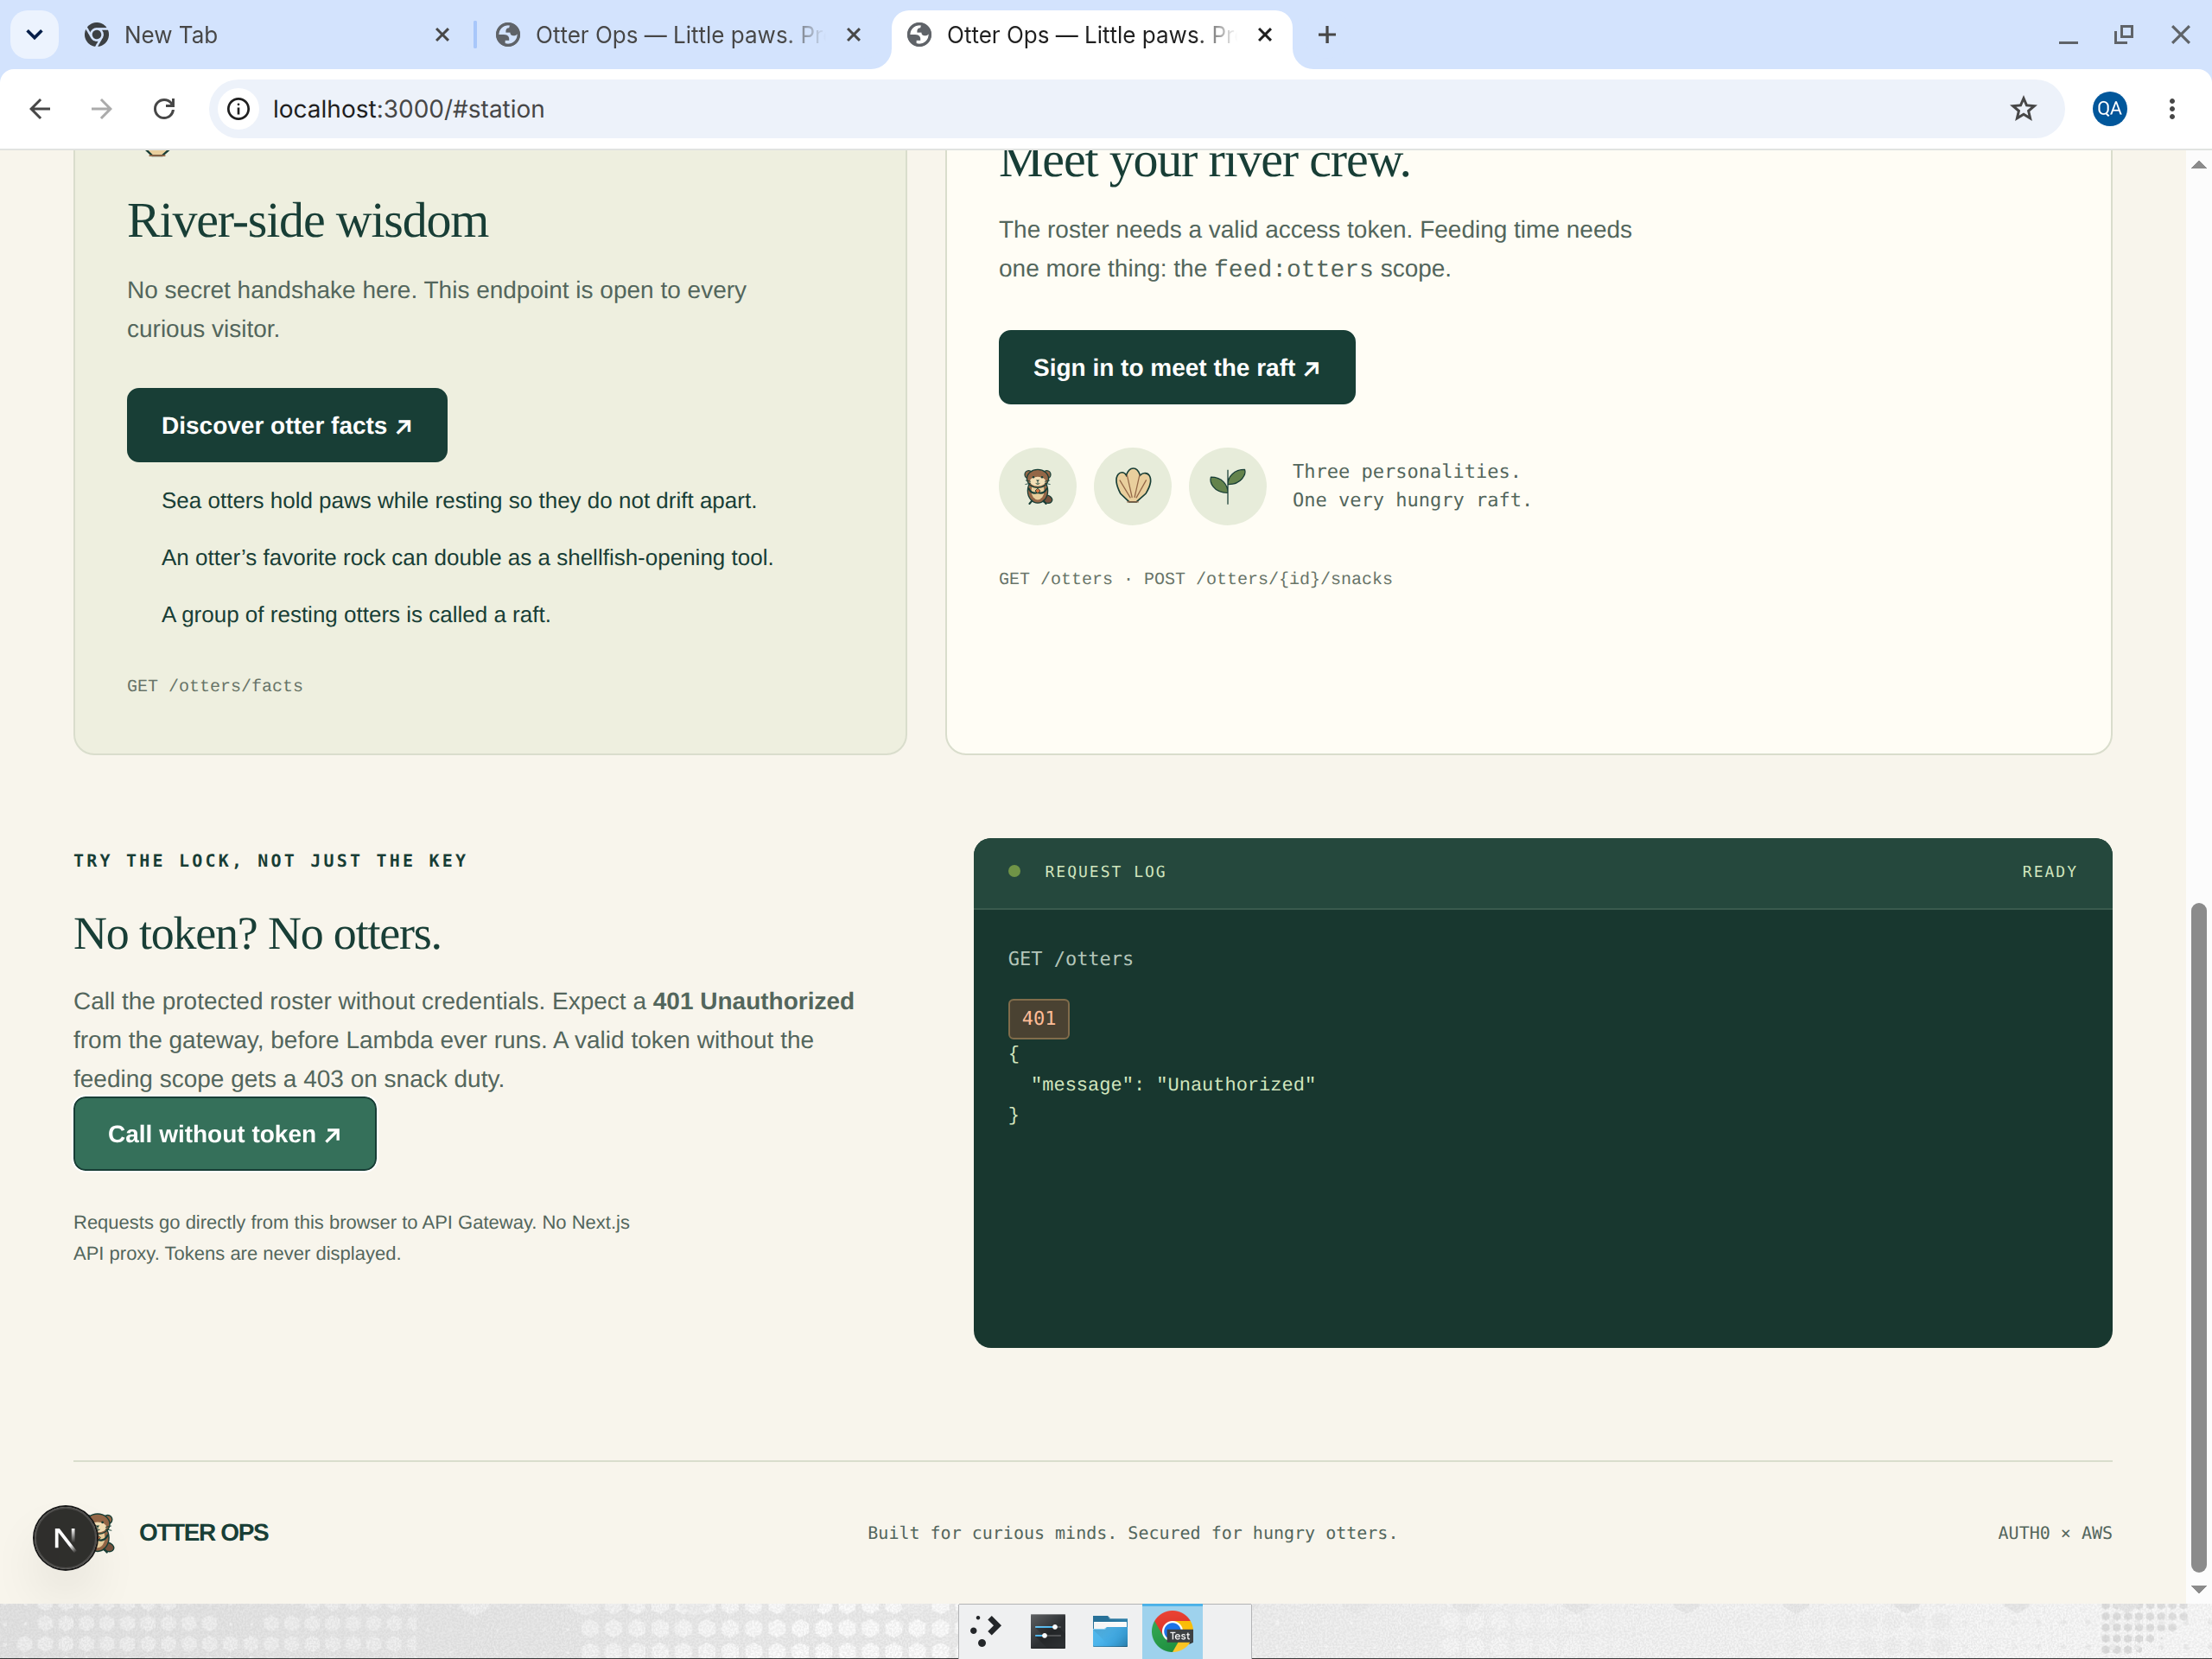 New Tab
Otter Ops — Little paws. Pr
Otter Ops — Little paws. Pr
localhost:3000/#station
QA
River-side wisdom
No secret handshake here. This endpoint is open to every
curious visitor.
Discover otter facts ↗
Sea otters hold paws while resting so they do not drift apart.
An otter’s favorite rock can double as a shellfish-opening tool.
A group of resting otters is called a raft.
GET /otters/facts
Meet your river crew.
The roster needs a valid access token. Feeding time needs
one more thing: the feed:otters scope.
Sign in to meet the raft ↗
Three personalities.
One very hungry raft.
GET /otters · POST /otters/{id}/snacks
TRY THE LOCK, NOT JUST THE KEY
No token? No otters.
Call the protected roster without credentials. Expect a 401 Unauthorized
from the gateway, before Lambda ever runs. A valid token without the
feeding scope gets a 403 on snack duty.
Call without token ↗
Requests go directly from this browser to API Gateway. No Next.js
API proxy. Tokens are never displayed.
REQUEST LOG
READY
GET /otters
401
{
"message": "Unauthorized"
}
N
OTTER OPS
Built for curious minds. Secured for hungry otters.
AUTH0 × AWS
Test